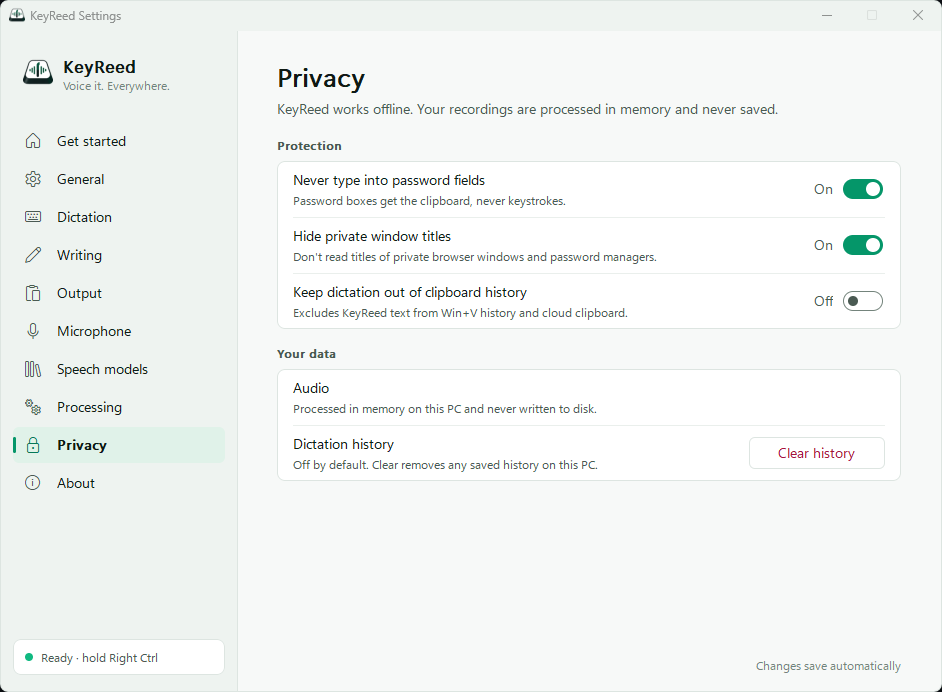 KeyReed Settings
KeyReed
Voice it. Everywhere.
Get started
General
Dictation
Writing
Output
Microphone
Speech models
Processing
Privacy
About
Ready · hold Right Ctrl
Privacy
KeyReed works offline. Your recordings are processed in memory and never saved.
Protection
Never type into password fields
On
Password boxes get the clipboard, never keystrokes.
Hide private window titles
On
Don't read titles of private browser windows and password managers.
Keep dictation out of clipboard history
Off
Excludes KeyReed text from Win+V history and cloud clipboard.
Your data
Audio
Processed in memory on this PC and never written to disk.
Dictation history
Off by default. Clear removes any saved history on this PC.
Clear history
Changes save automatically